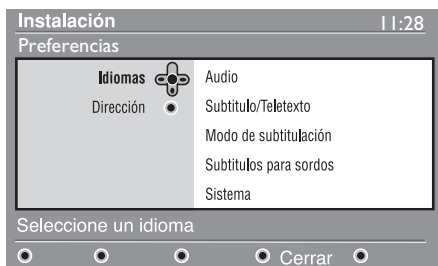 Instalación 11:28
Preferencias
Idiomas Audio
Dirección Subtitulo/Teletexto
Modo de subtitulación
Subtitulos para sordos
Sistema
Seleccione un idioma
Cerrar